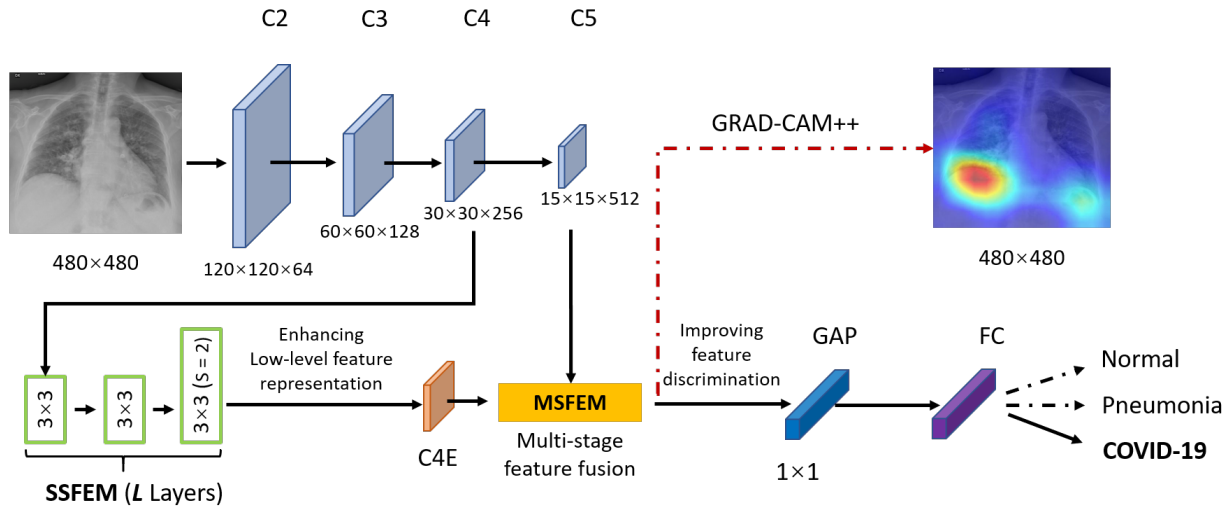 C2
C3
C4
C5
GRAD-CAM++
480×480
120×120×64
60×60×128
30×30×256
15×15×512
480×480
3×3
3×3
3×3 (S = 2)
SSFEM (L Layers)
Enhancing
Low-level feature
representation
C4E
MSFEM
Multi-stage
feature fusion
Improving
feature
discrimination
GAP
1×1
FC
Normal
Pneumonia
COVID-19